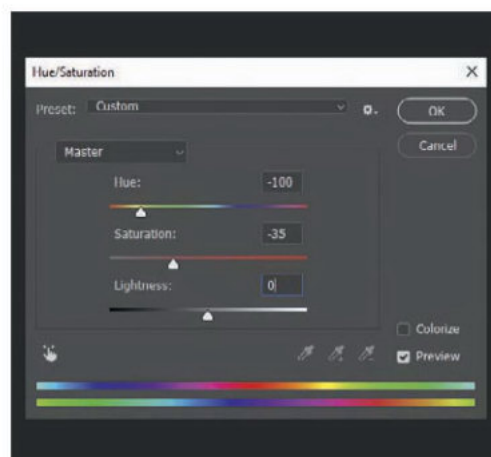 Hue/Saturation
Preset: Custom
OK
Cancel
Master
Hue: -100
Saturation: -35
Lightness: 0
Colorize
Preview